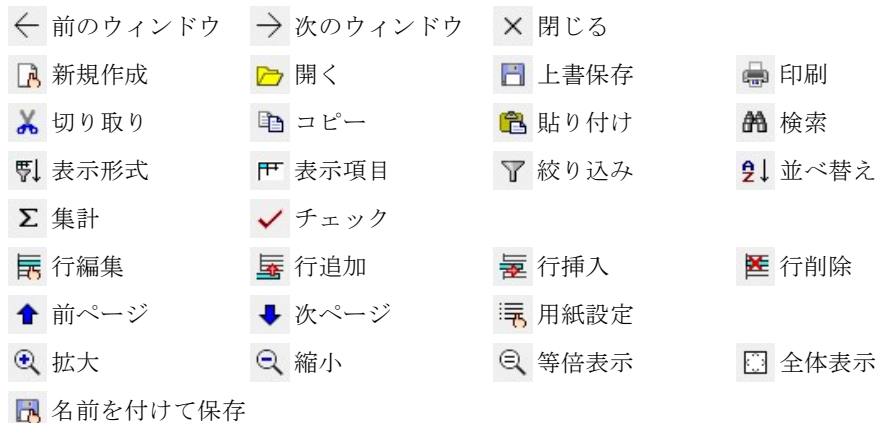 前のウィンドウ 次のウィンドウ 閉じる
新規作成 開く 上書保存 印刷
切り取り コピー 貼り付け 検索
表示形式 表示項目 絞り込み 並べ替え
集計 チェック
行編集 行追加 行挿入 行削除
前ページ 次ページ 用紙設定
拡大 縮小 等倍表示 全体表示
名前を付けて保存